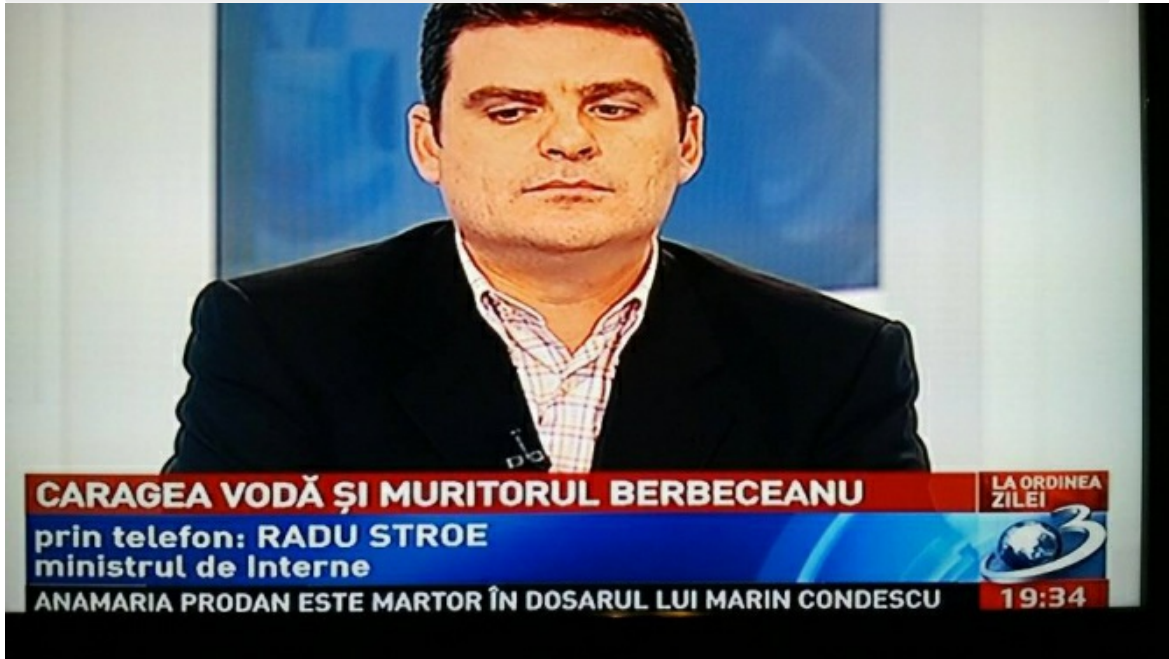 CARAGEA VODĂ ȘI MURITORUL BERBECEANU
LA ORDINEA
ZILEI
prin telefon: RADU STROE
ministrul de Interne
3
ANAMARIA PRODAN ESTE MARTOR ÎN DOSARUL LUI MARIN CONDESCU
19:34